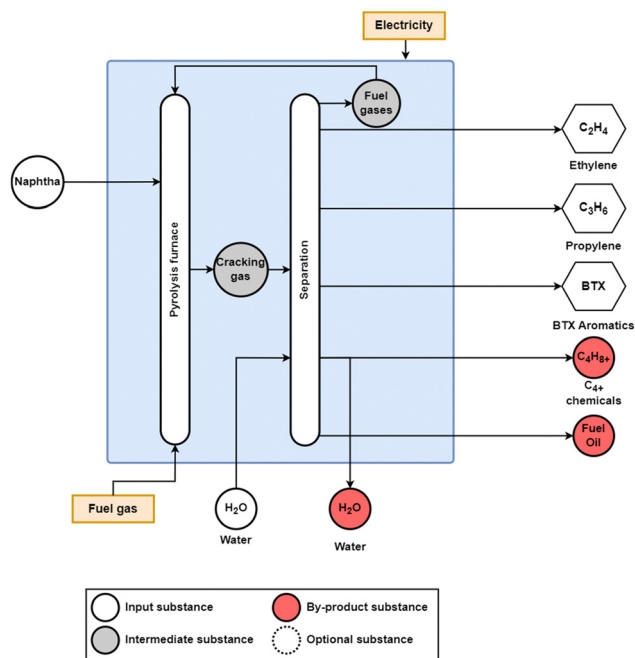 Electricity
Fuel
gases
C₂H₄
Ethylene
Naphtha
C₃H₆
Propylene
Pyrolysis furnace
Cracking
gas
Separation
BTX
BTX Aromatics
C₄H₈₊
C₄₊
chemicals
Fuel
Oil
Fuel gas
H₂O
Water
H₂O
Water
Input substance
By-product substance
Intermediate substance
Optional substance